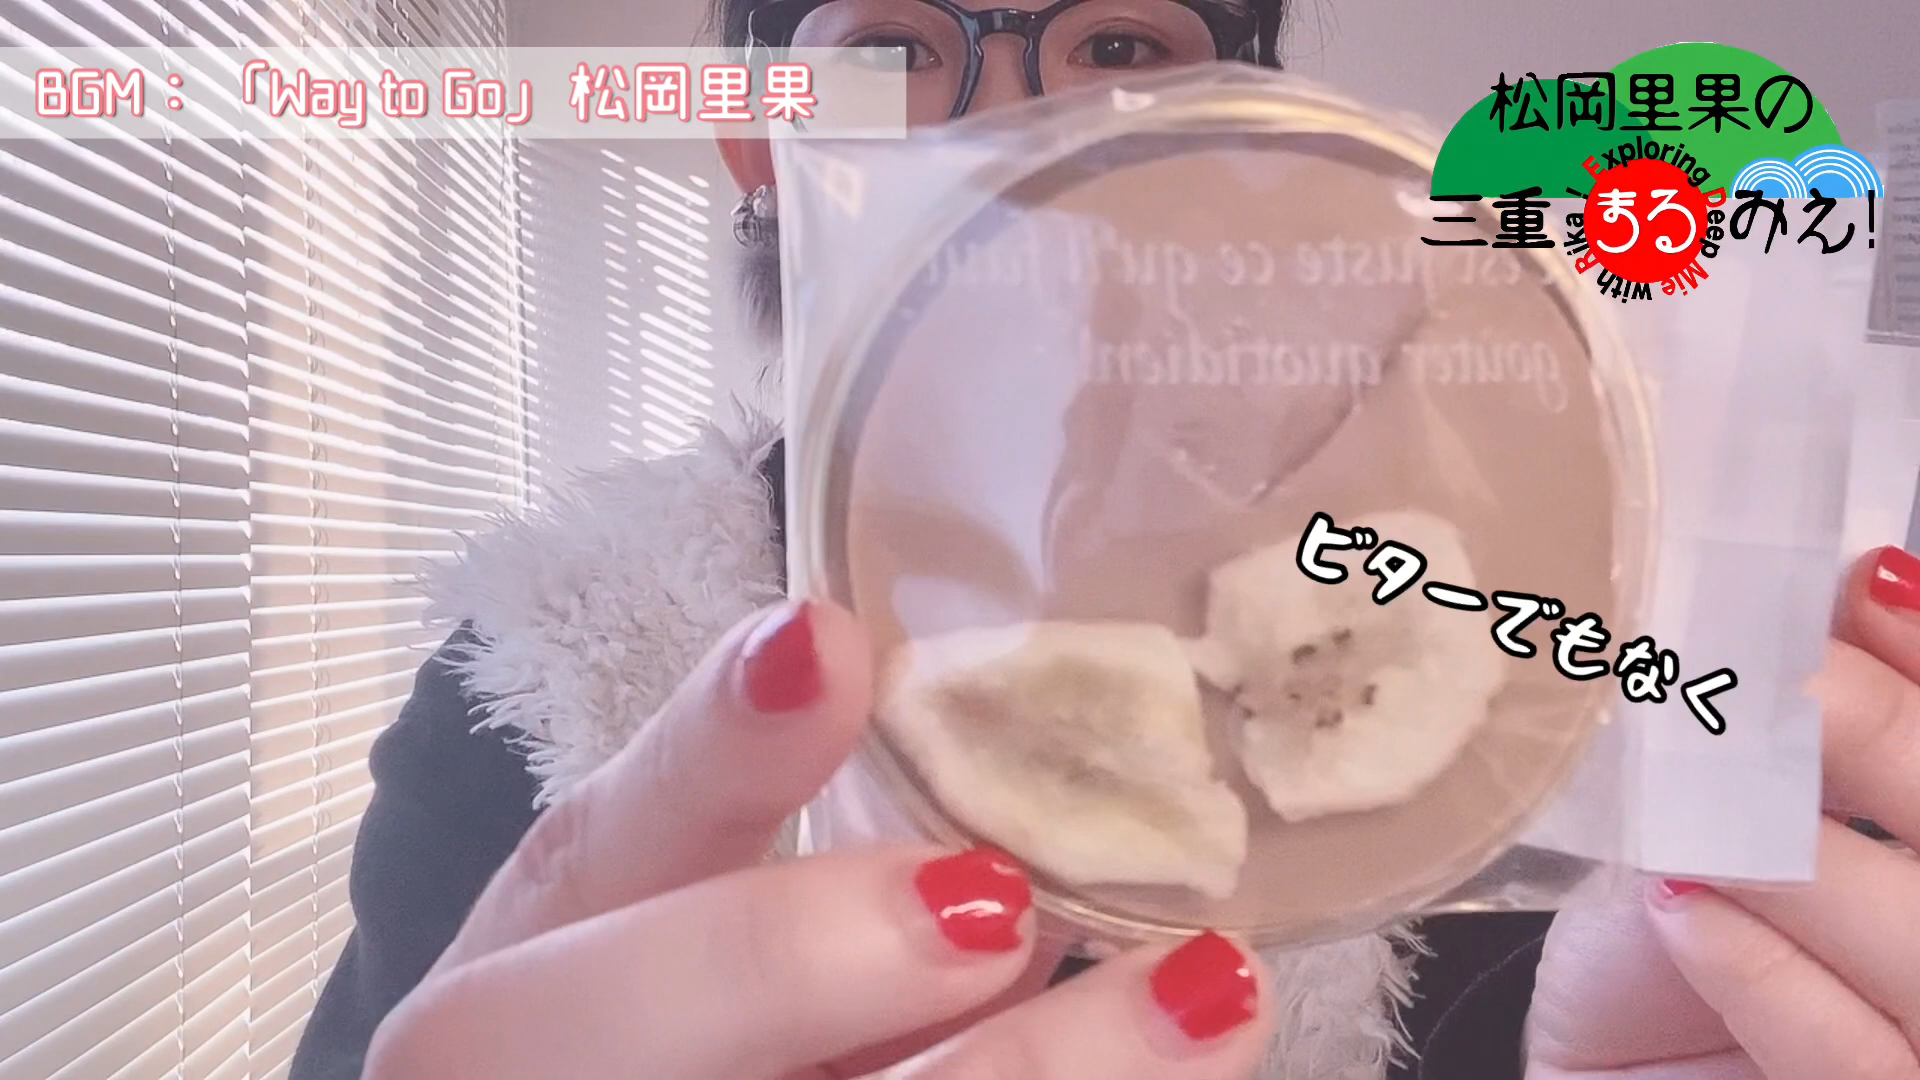 BGM：「Way to Go」松岡里果
松岡里果の
三重まるみえ!
Exploring Deep Mie with Rika!
est juste ce qu'il faut
goûter quotidien
ビターでもなく